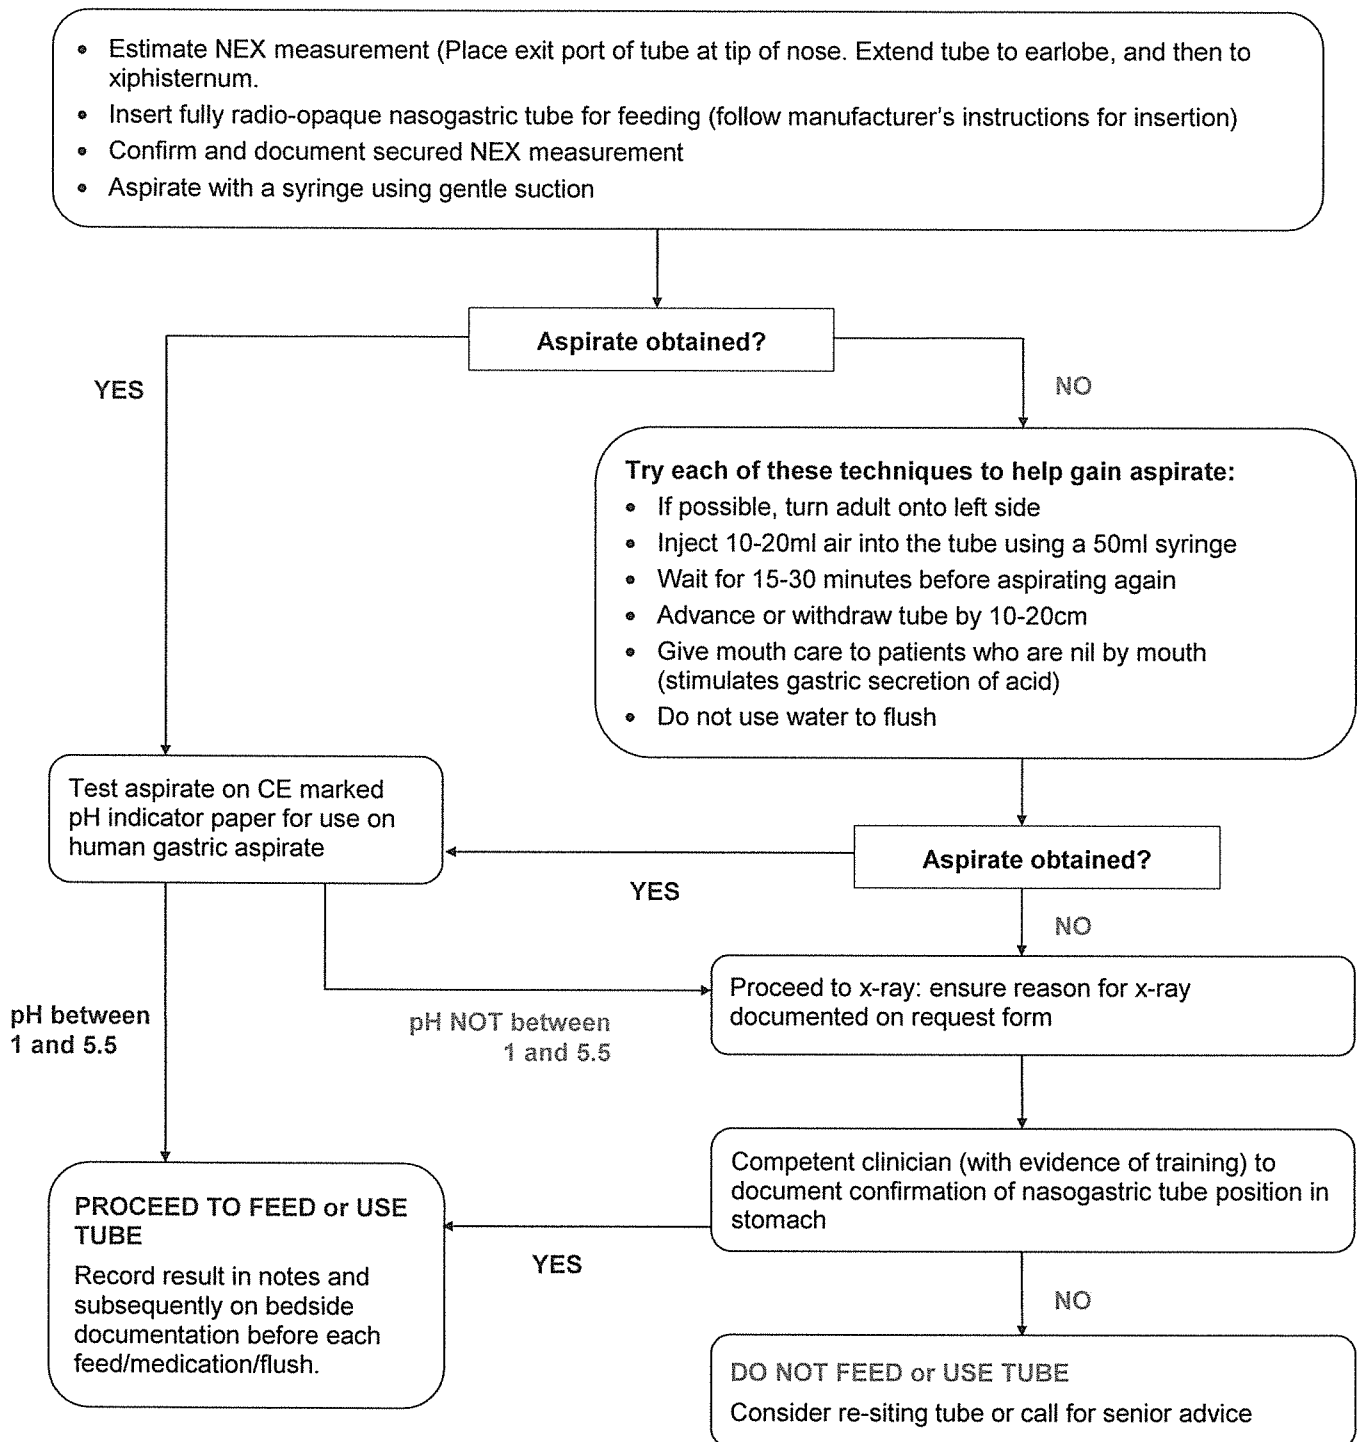 • Estimate NEX measurement (Place exit port of tube at tip of nose. Extend tube to earlobe, and then to
xiphisternum.
• Insert fully radio-opaque nasogastric tube for feeding (follow manufacturer's instructions for insertion)
• Confirm and document secured NEX measurement
• Aspirate with a syringe using gentle suction
Aspirate obtained?
YES
NO
Try each of these techniques to help gain aspirate:
• If possible, turn adult onto left side
• Inject 10-20ml air into the tube using a 50ml syringe
• Wait for 15-30 minutes before aspirating again
• Advance or withdraw tube by 10-20cm
• Give mouth care to patients who are nil by mouth
(stimulates gastric secretion of acid)
• Do not use water to flush
Test aspirate on CE marked
pH indicator paper for use on
human gastric aspirate
Aspirate obtained?
YES
NO
Proceed to x-ray: ensure reason for x-ray
documented on request form
pH between
1 and 5.5
pH NOT between
1 and 5.5
Competent clinician (with evidence of training) to
document confirmation of nasogastric tube position in
stomach
PROCEED TO FEED or USE
TUBE
Record result in notes and
subsequently on bedside
documentation before each
feed/medication/flush.
YES
NO
DO NOT FEED or USE TUBE
Consider re-siting tube or call for senior advice